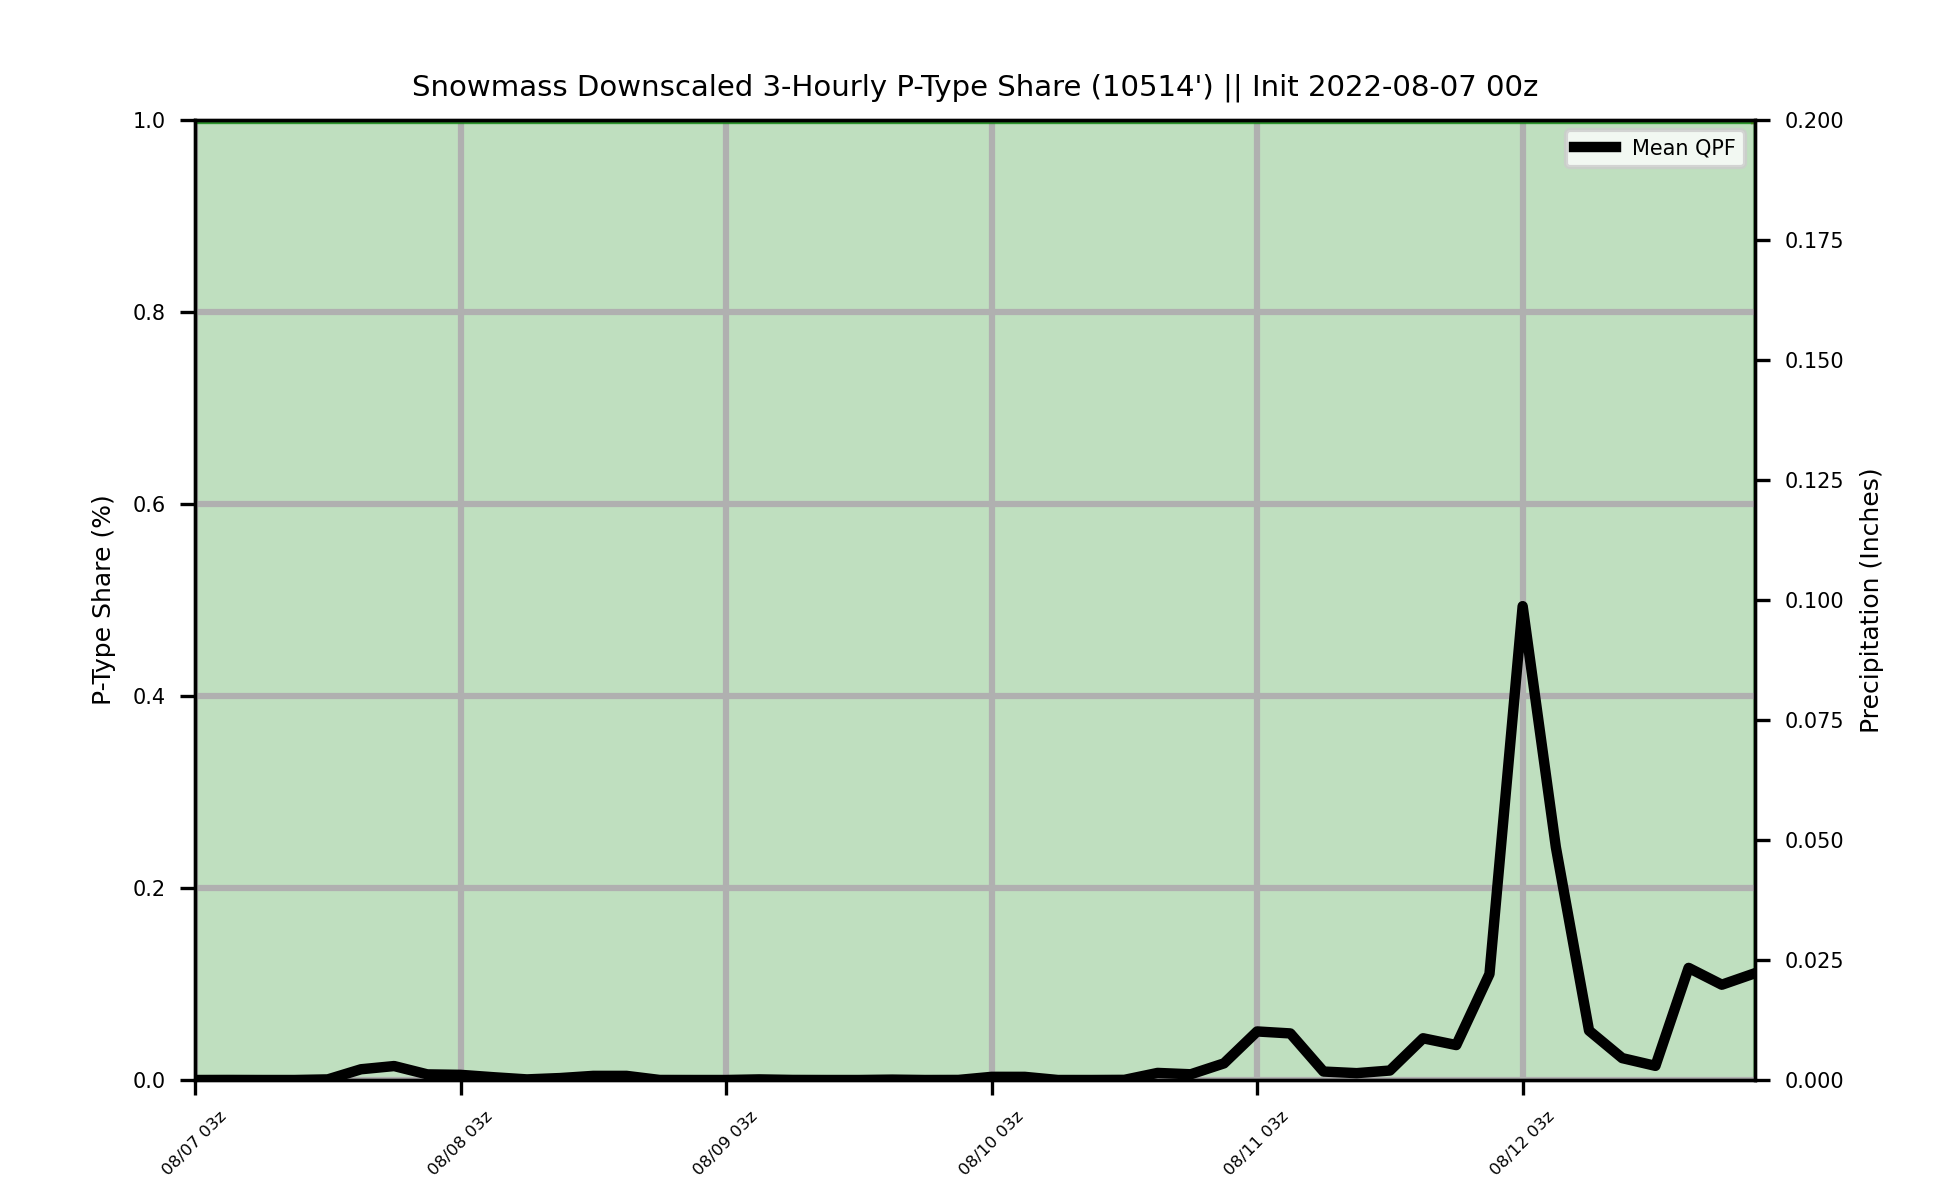 Snowmass Downscaled 3-Hourly P-Type Share (10514') || Init 2022-08-07 00z
Mean QPF
P-Type Share (%)
1.0
0.8
0.6
0.4
0.2
0.0
0.200
0.175
0.150
0.125
0.100
0.075
0.050
0.025
0.000
Precipitation (Inches)
08/07 03z
08/08 03z
08/09 03z
08/10 03z
08/11 03z
08/12 03z